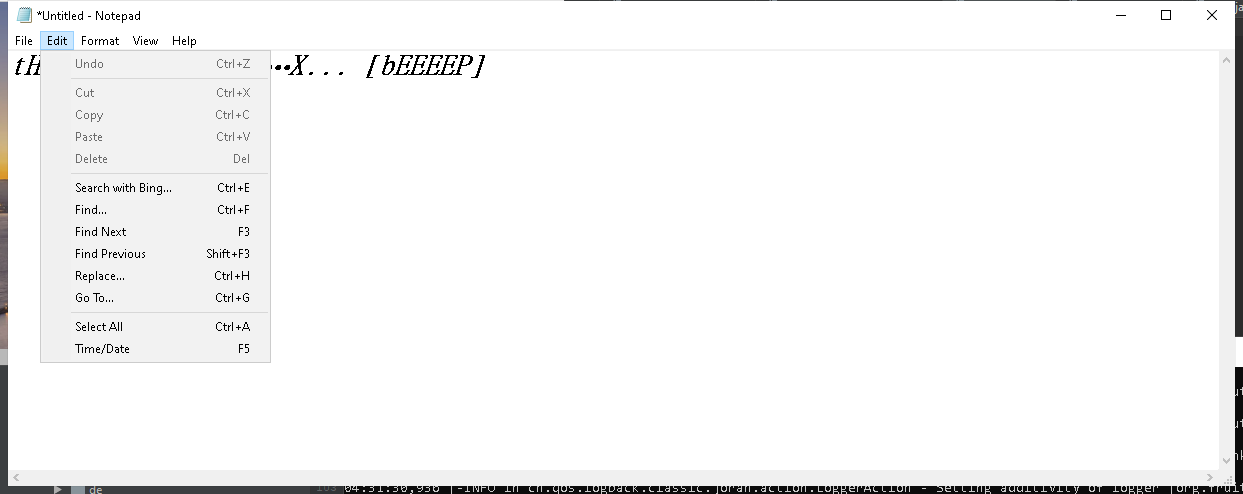 *Untitled - Notepad
File Edit Format View Help
tH ••X... [bEEEEP]
Undo Ctrl+Z
Cut Ctrl+X
Copy Ctrl+C
Paste Ctrl+V
Delete Del
Search with Bing... Ctrl+E
Find... Ctrl+F
Find Next F3
Find Previous Shift+F3
Replace... Ctrl+H
Go To... Ctrl+G
Select All Ctrl+A
Time/Date F5
de
04:31:30,936 |-INFO in ch.qos.logback.classic.joran.action.LoggerAction - Setting additivity of logger